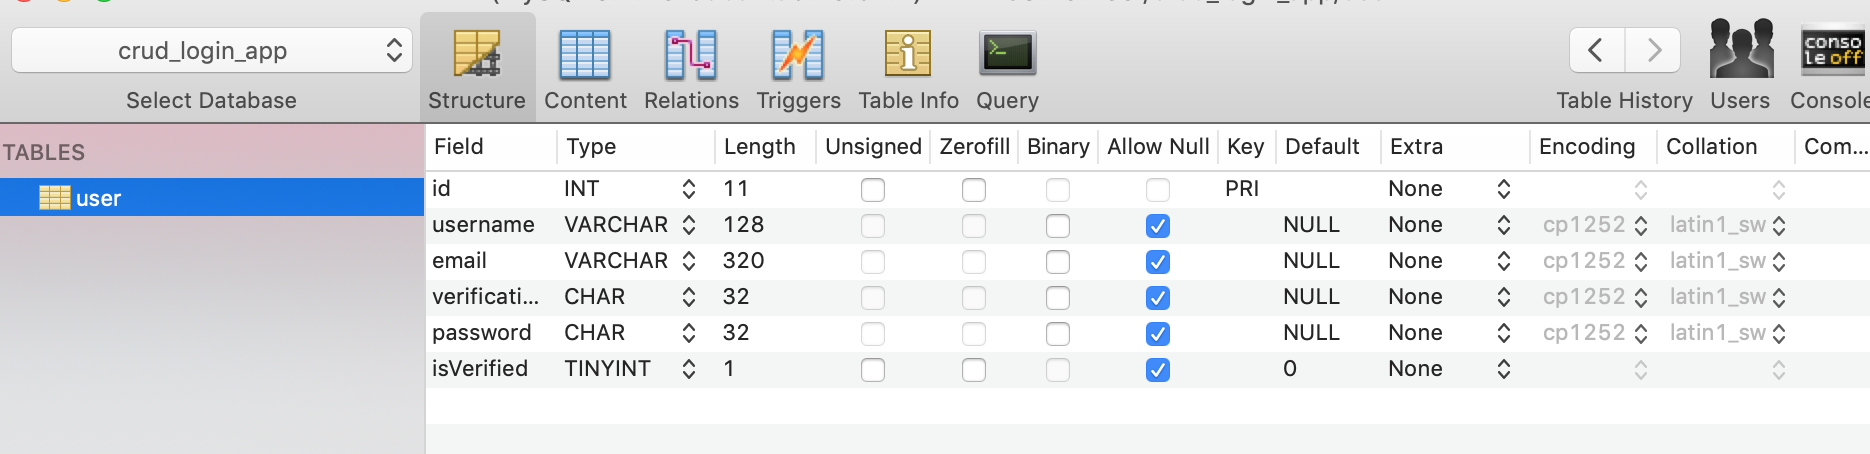 crud_login_app
Select Database
Structure
Content
Relations
Triggers
Table Info
Query
Table History
Users
conso
leoff
Console
TABLES
user
Field Type Length Unsigned Zerofill Binary Allow Null Key Default Extra Encoding Collation Com...
id INT 11 PRI None
username VARCHAR 128 NULL None cp1252 latin1_sw
email VARCHAR 320 NULL None cp1252 latin1_sw
verificati... CHAR 32 NULL None cp1252 latin1_sw
password CHAR 32 NULL None cp1252 latin1_sw
isVerified TINYINT 1 0 None